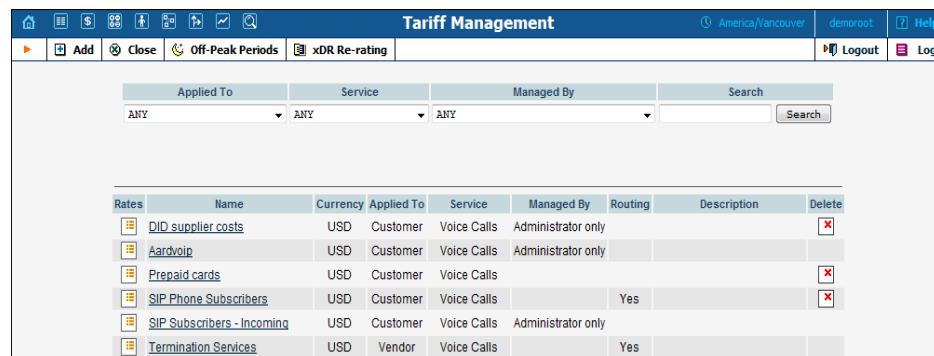 Tariff Management America/Vancouver demoroot ? Help
Add Close Off-Peak Periods xDR Re-rating Logout Log
Applied To Service Managed By Search
ANY ANY ANY Search
Rates Name Currency Applied To Service Managed By Routing Description Delete
DID supplier costs USD Customer Voice Calls Administrator only
Aardvoip USD Customer Voice Calls Administrator only
Prepaid cards USD Customer Voice Calls
SIP Phone Subscribers USD Customer Voice Calls Yes
SIP Subscribers - Incoming USD Customer Voice Calls Administrator only
Termination Services USD Vendor Voice Calls Yes